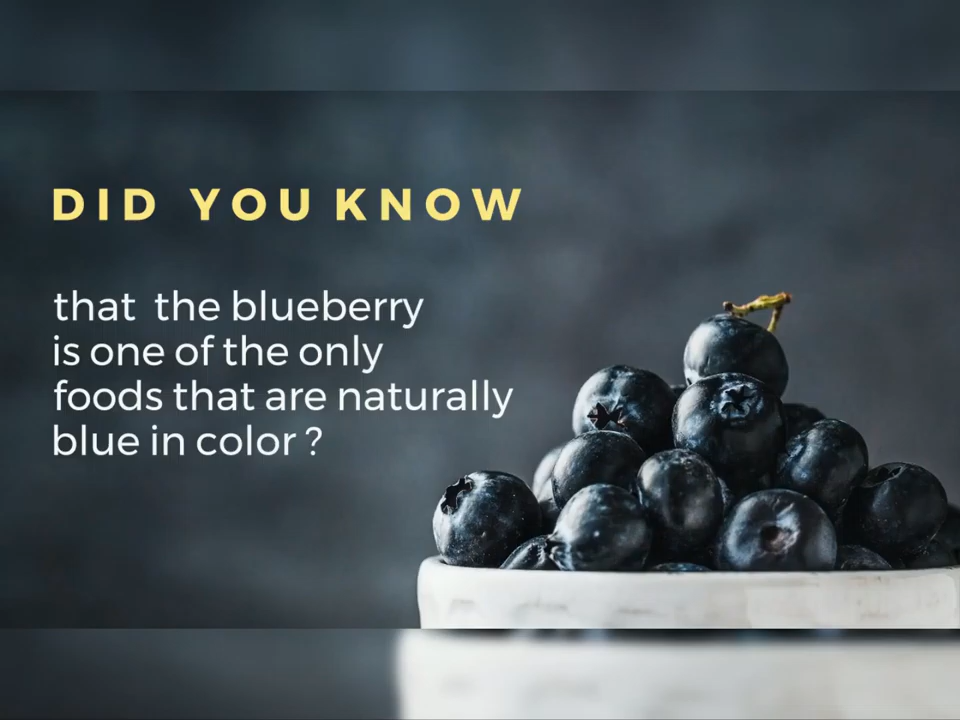 DID YOU KNOW
that the blueberry
is one of the only
foods that are naturally
blue in color ?